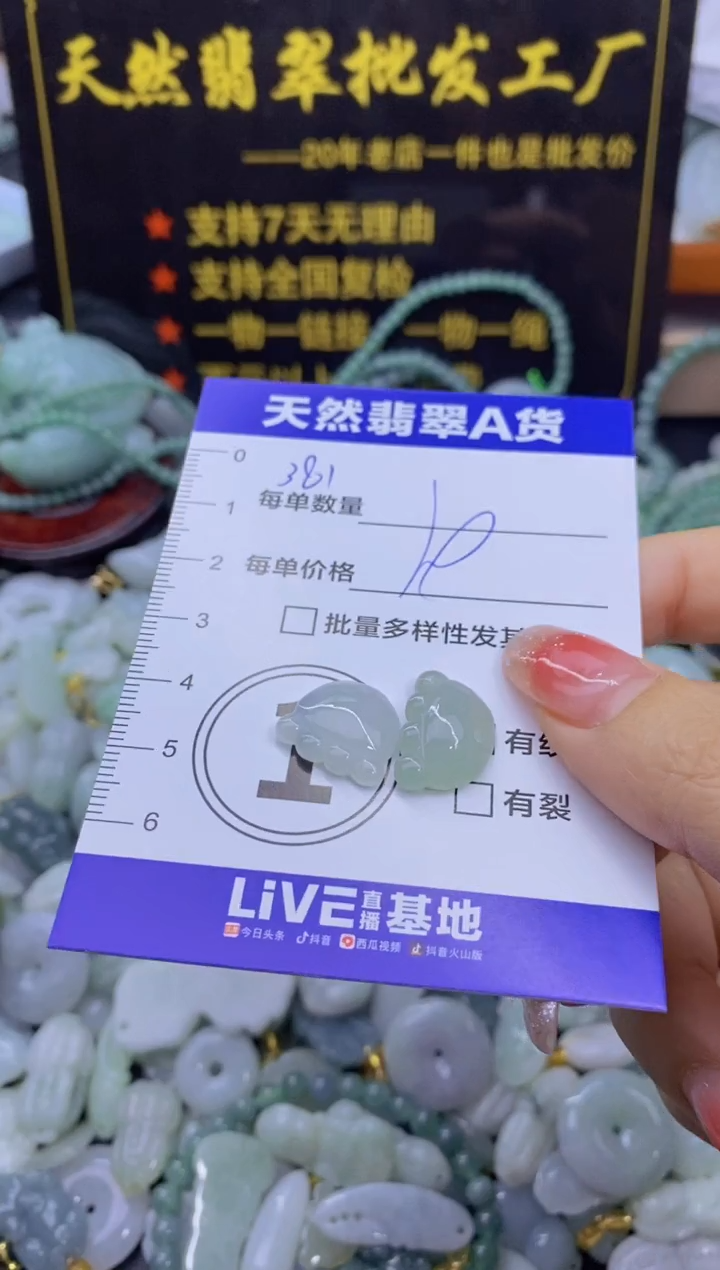 天然翡翠批发工厂
——20年老店一件也是批发价
★ 支持7天无理由
★ 支持全国复检
★ 一物一链接 一物一绳
★
天然翡翠A货
0
381
1 每单数量
2 每单价格
3 批量多样性发
4
1
5 有
6 有裂
LiVE直播基地
今日头条 抖音 西瓜视频 抖音火山版